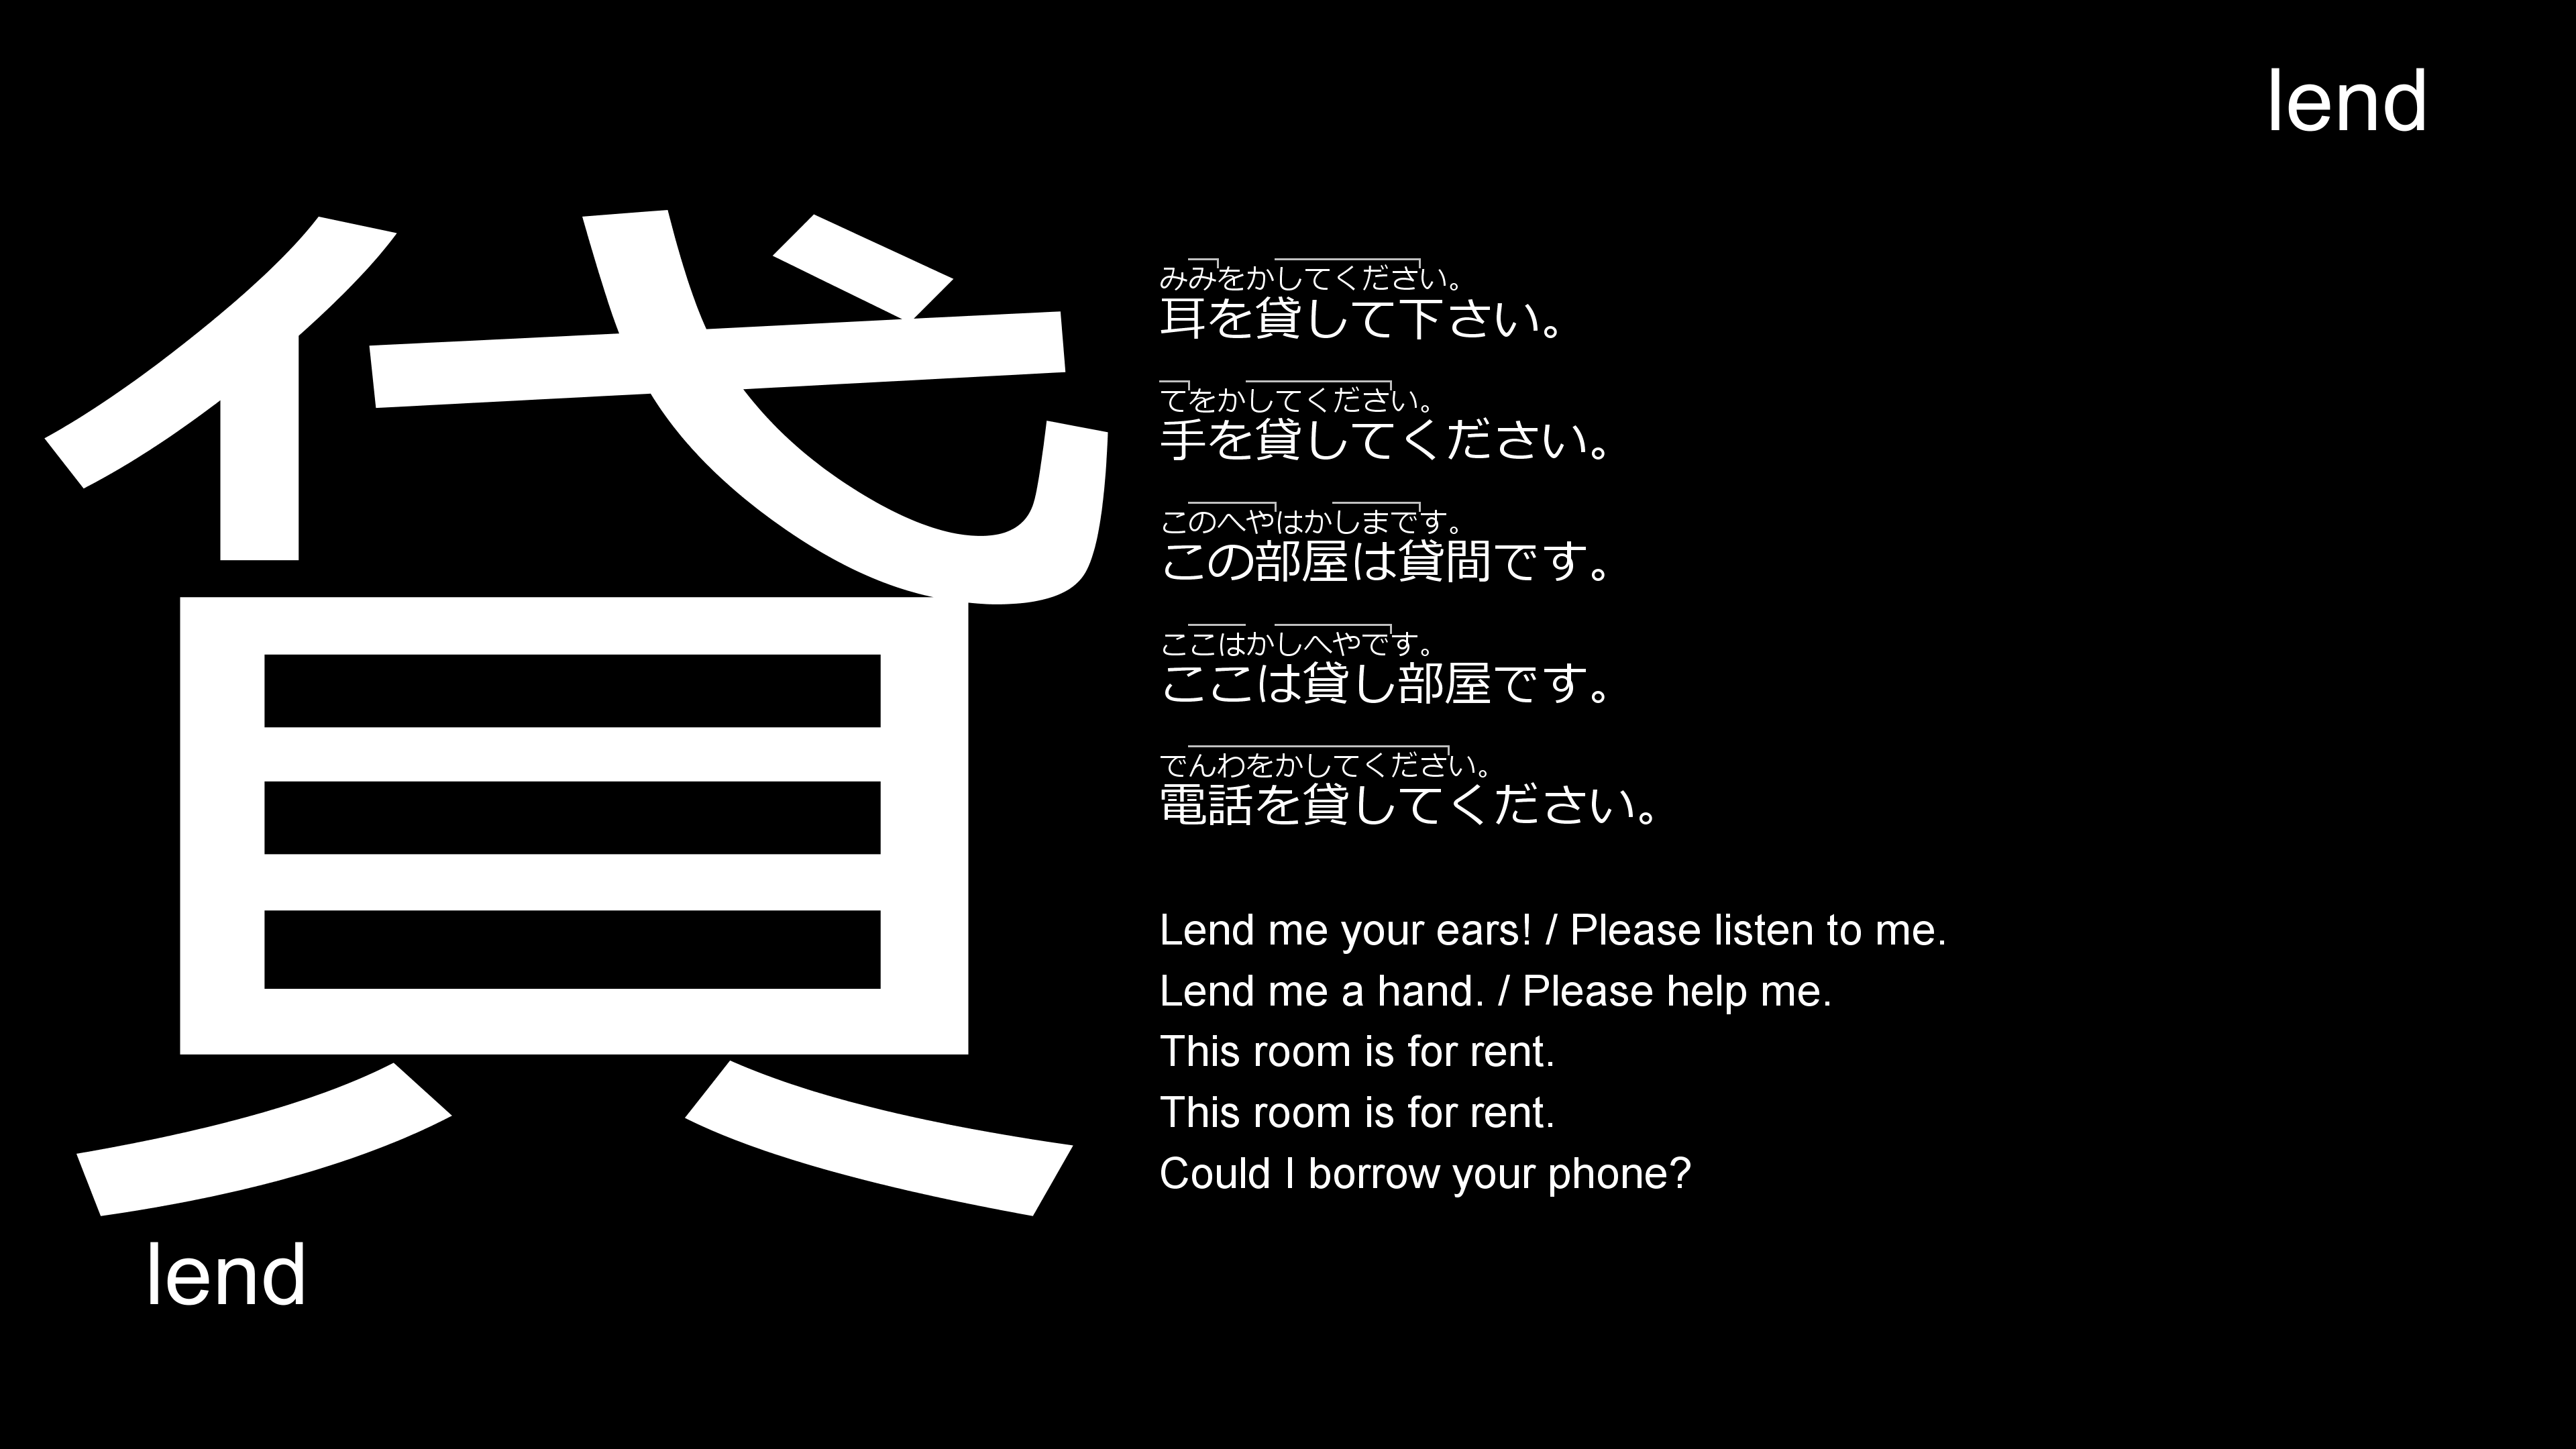 lend
貸
lend
みみをかしてください。
耳を貸して下さい。
てをかしてください。
手を貸してください。
このへやはかしまです。
この部屋は貸間です。
ここはかしへやです。
ここは貸し部屋です。
でんわをかしてください。
電話を貸してください。
Lend me your ears! / Please listen to me.
Lend me a hand. / Please help me.
This room is for rent.
This room is for rent.
Could I borrow your phone?